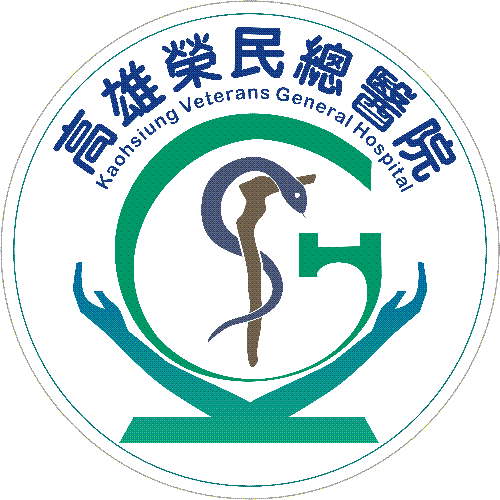 高雄榮民總醫院
Kaohsiung Veterans General Hospital